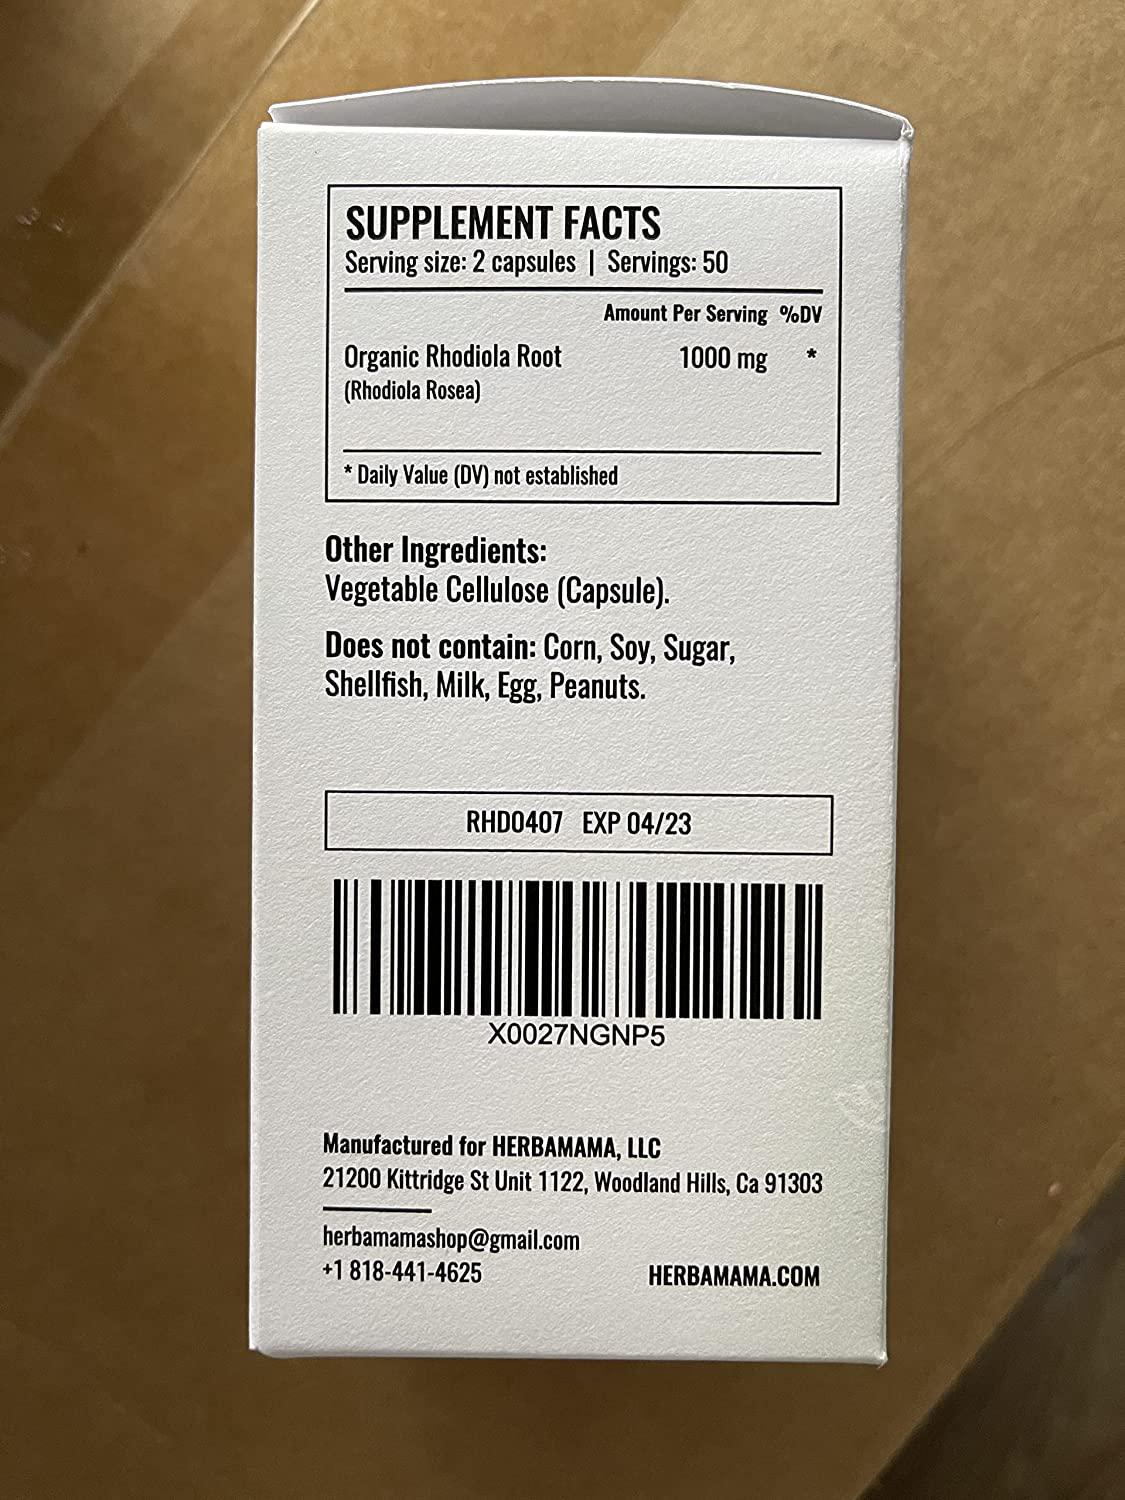 SUPPLEMENT FACTS
Serving size: 2 capsules | Servings: 50
Amount Per Serving %DV
Organic Rhodiola Root 1000 mg *
(Rhodiola Rosea)
* Daily Value (DV) not established
Other Ingredients:
Vegetable Cellulose (Capsule).
Does not contain: Corn, Soy, Sugar,
Shellfish, Milk, Egg, Peanuts.
RHD0407 EXP 04/23
X0027NGNP5
Manufactured for HERBAMAMA, LLC
21200 Kittridge St Unit 1122, Woodland Hills, Ca 91303
herbamamashop@gmail.com
+1 818-441-4625
HERBAMAMA.COM